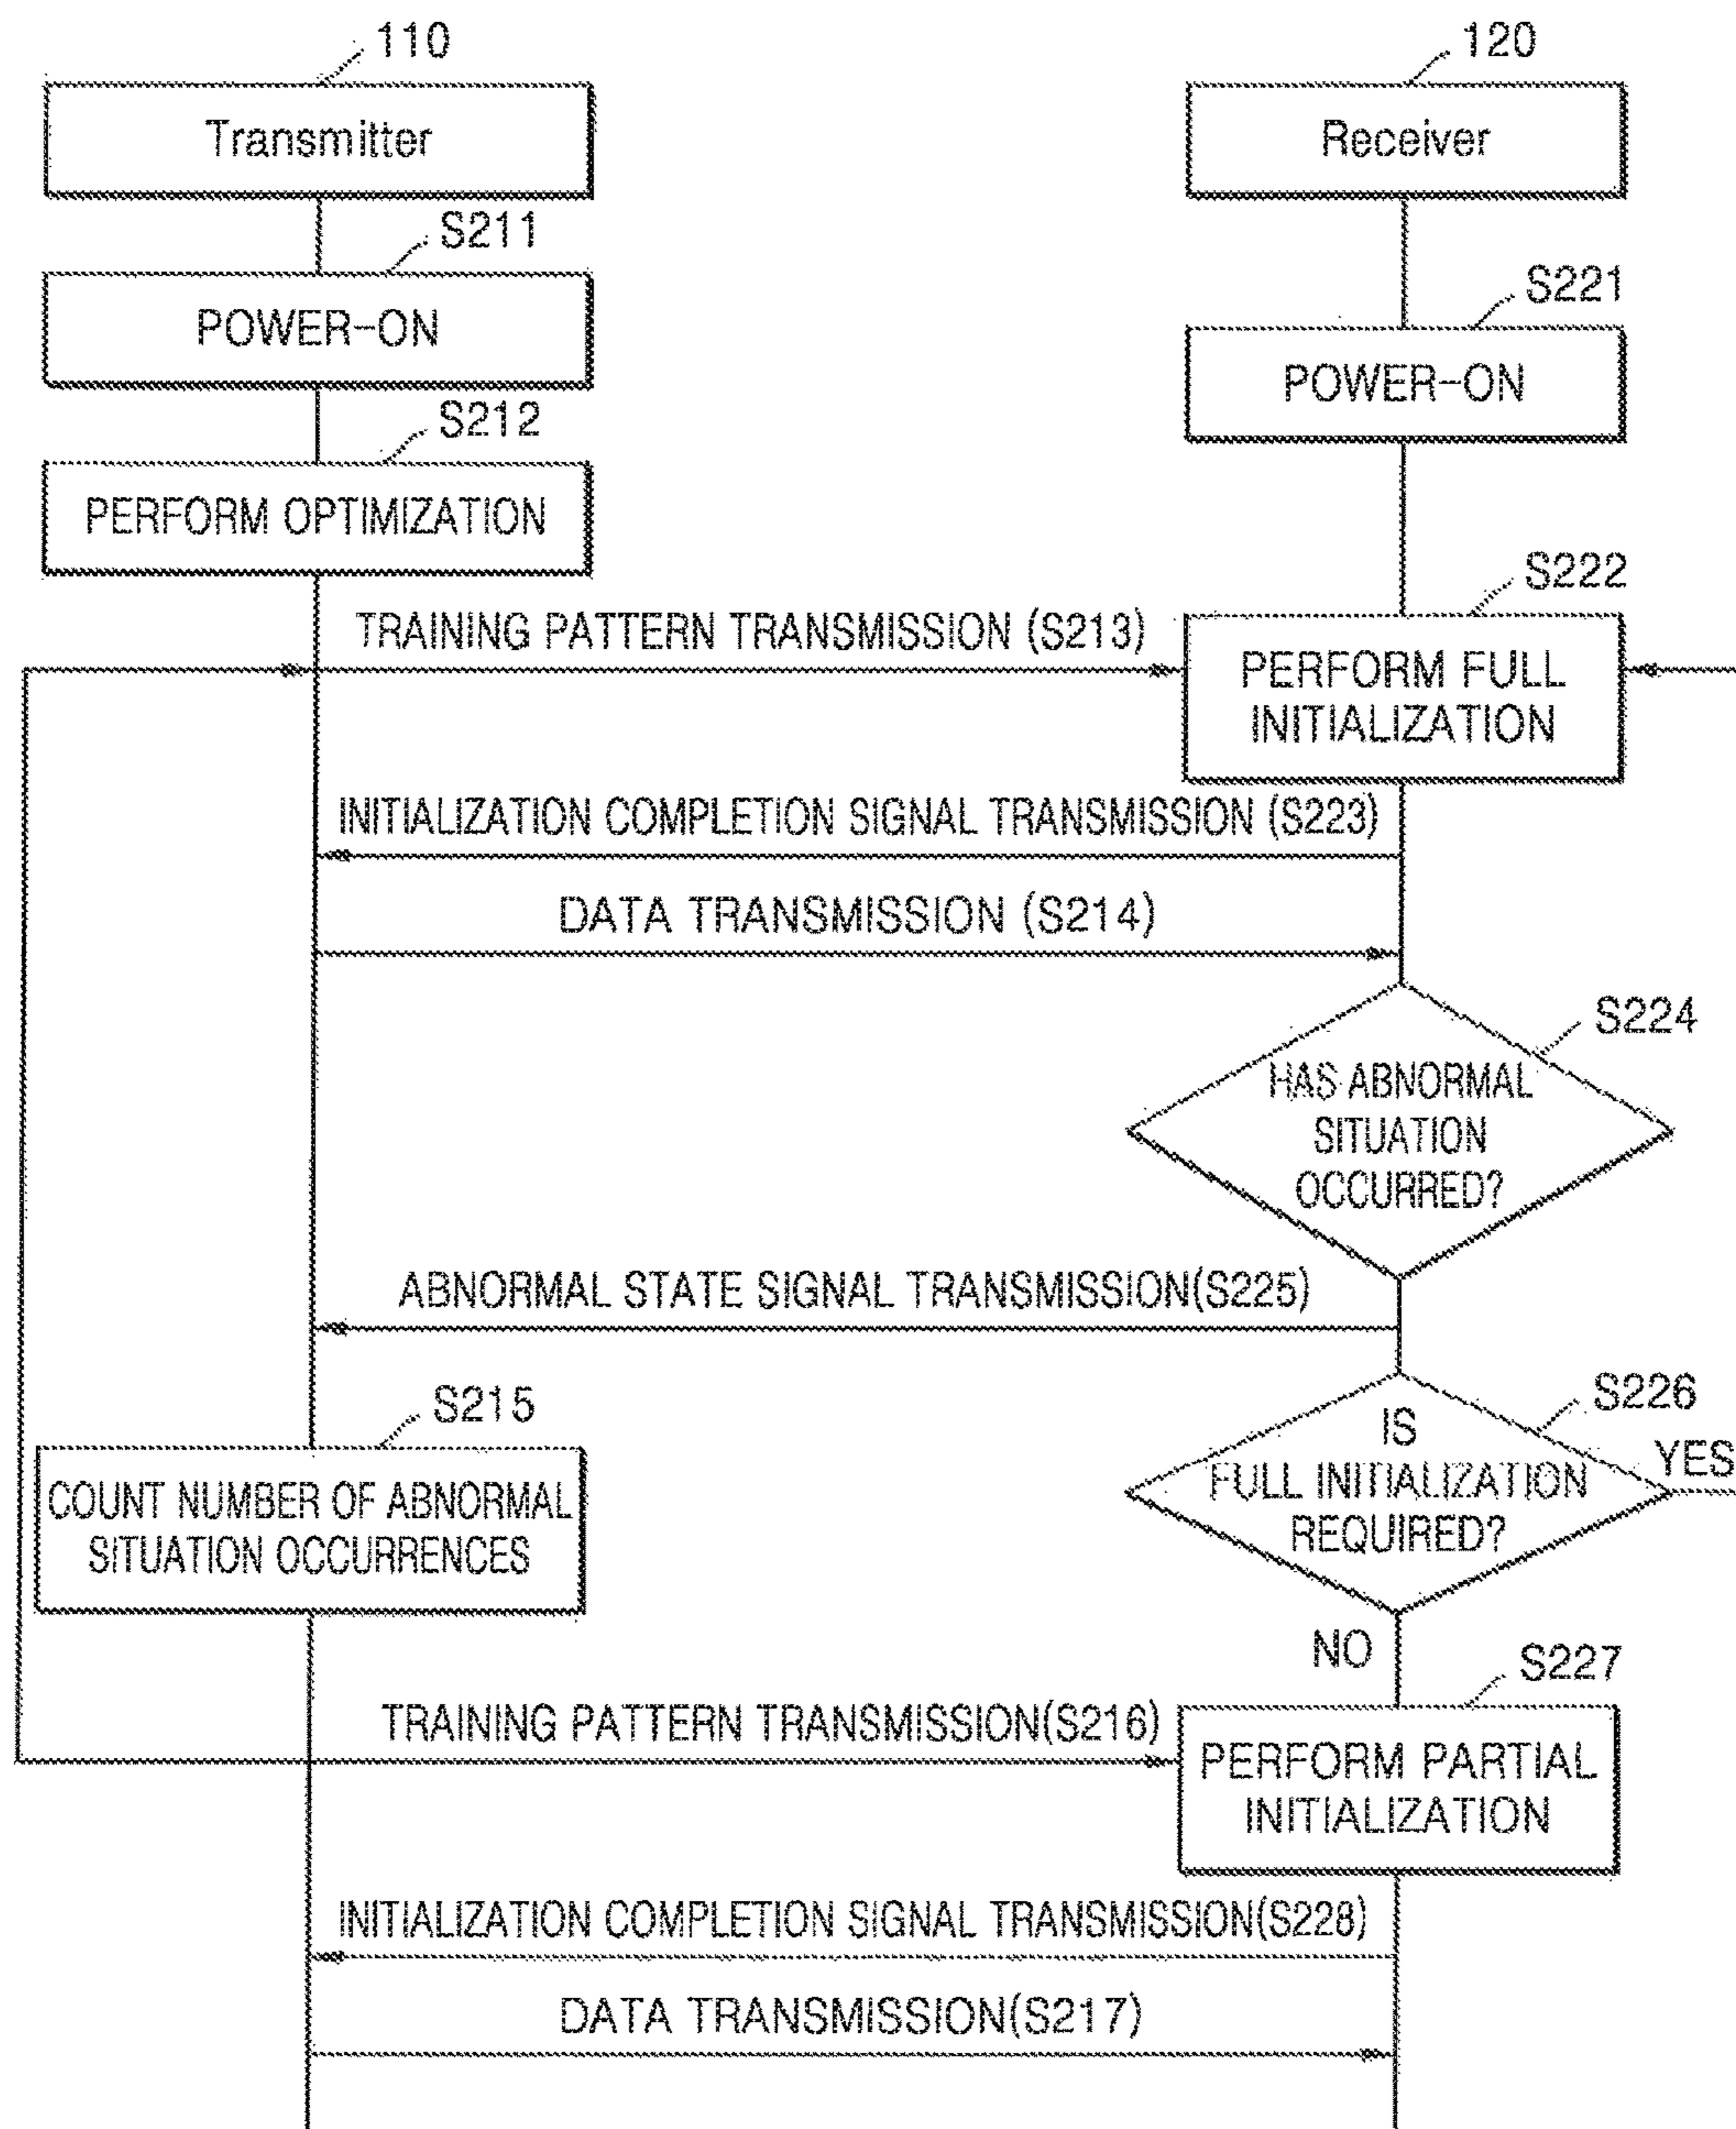 110
120
Transmitter
Receiver
S211
S221
POWER-ON
POWER-ON
S212
PERFORM OPTIMIZATION
S222
TRAINING PATTERN TRANSMISSION (S213)
PERFORM FULL
INITIALIZATION
INITIALIZATION COMPLETION SIGNAL TRANSMISSION (S223)
DATA TRANSMISSION (S214)
S224
HAS ABNORMAL
SITUATION
OCCURRED?
ABNORMAL STATE SIGNAL TRANSMISSION(S225)
S215
S226
IS
FULL INITIALIZATION
REQUIRED?
YES
COUNT NUMBER OF ABNORMAL
SITUATION OCCURRENCES
NO
S227
TRAINING PATTERN TRANSMISSION(S216)
PERFORM PARTIAL
INITIALIZATION
INITIALIZATION COMPLETION SIGNAL TRANSMISSION(S228)
DATA TRANSMISSION(S217)